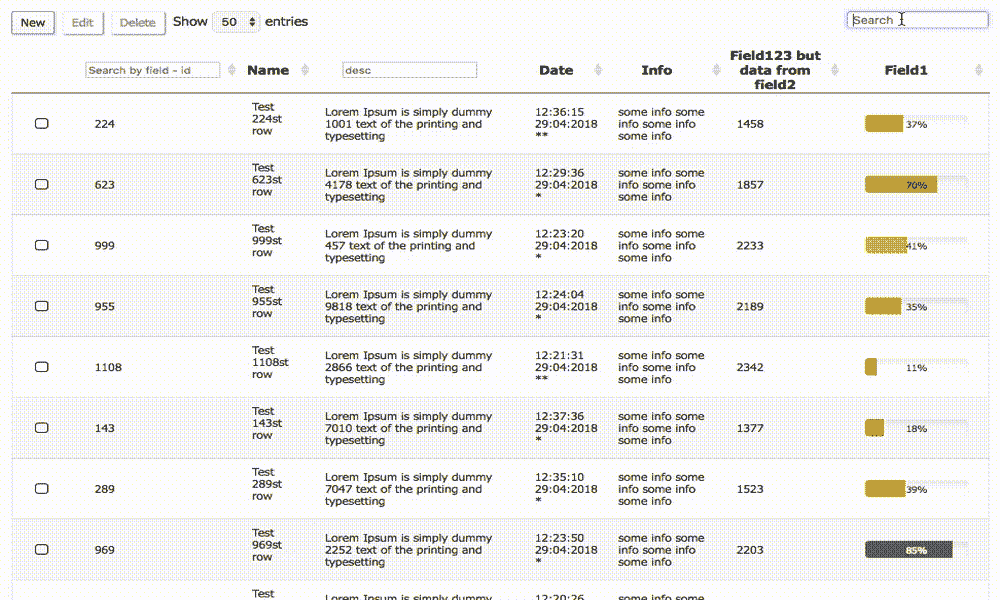 New Edit Delete Show 50 entries Search
Search by field - id Name desc Date Info Field123 but data from field2 Field1
224 Test 224st row Lorem Ipsum is simply dummy 1001 text of the printing and typesetting 12:36:15 29:04:2018 ** some info some info some info some info 1458 37%
623 Test 623st row Lorem Ipsum is simply dummy 4178 text of the printing and typesetting 12:29:36 29:04:2018 * some info some info some info some info 1857 70%
999 Test 999st row Lorem Ipsum is simply dummy 457 text of the printing and typesetting 12:23:20 29:04:2018 * some info some info some info some info 2233 41%
955 Test 955st row Lorem Ipsum is simply dummy 9818 text of the printing and typesetting 12:24:04 29:04:2018 * some info some info some info some info 2189 35%
1108 Test 1108st row Lorem Ipsum is simply dummy 2866 text of the printing and typesetting 12:21:31 29:04:2018 ** some info some info some info some info 2342 11%
143 Test 143st row Lorem Ipsum is simply dummy 7010 text of the printing and typesetting 12:37:36 29:04:2018 * some info some info some info some info 1377 18%
289 Test 289st row Lorem Ipsum is simply dummy 7047 text of the printing and typesetting 12:35:10 29:04:2018 * some info some info some info some info 1523 39%
969 Test 969st row Lorem Ipsum is simply dummy 2252 text of the printing and typesetting 12:23:50 29:04:2018 * some info some info some info some info 2203 85%
Test Lorem Ipsum is simply dummy 12:20:26 some info some